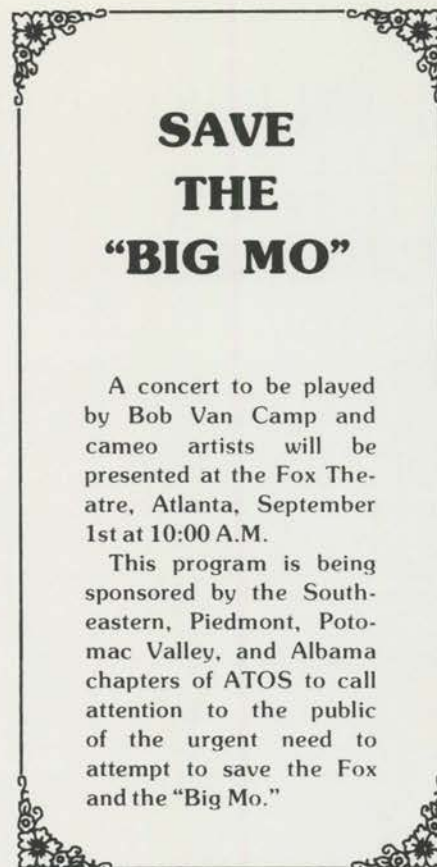 SAVE
THE
“BIG MO”
A concert to be played
by Bob Van Camp and
cameo artists will be
presented at the Fox The-
atre, Atlanta, September
1st at 10:00 A.M.
This program is being
sponsored by the South-
eastern, Piedmont, Poto-
mac Valley, and Albama
chapters of ATOS to call
attention to the public
of the urgent need to
attempt to save the Fox
and the “Big Mo.”